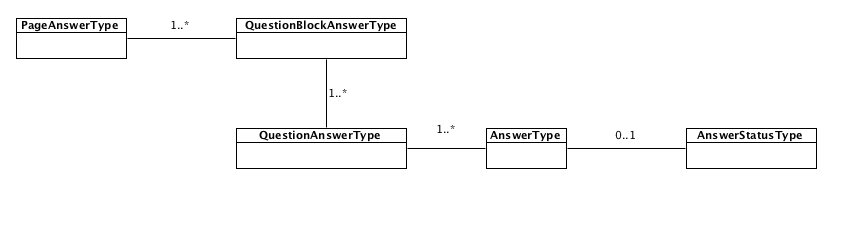 PageAnswerType
1..*
QuestionBlockAnswerType
1..*
QuestionAnswerType
1..*
AnswerType
0..1
AnswerStatusType